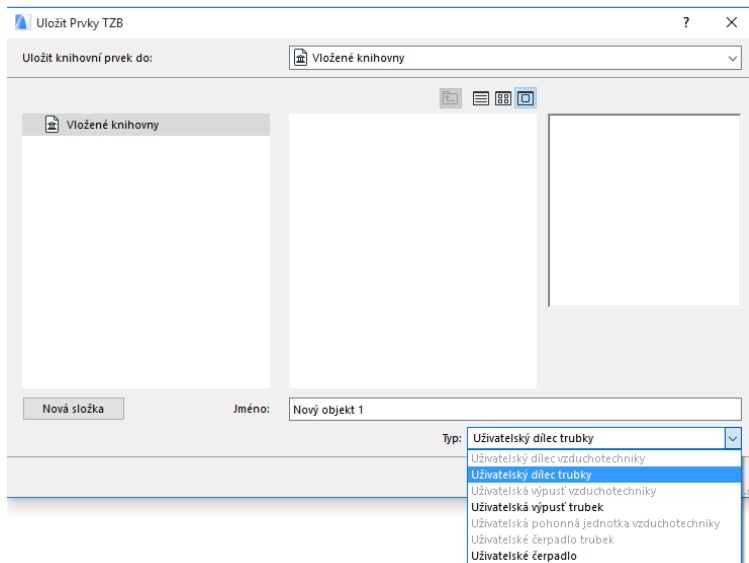 Uložit Prvky TZB
?
Uložit knihovní prvek do:
Vložené knihovny
Vložené knihovny
Nová složka
Jméno:
Nový objekt 1
Typ:
Uživatelský dílec trubky
Uživatelský dílec vzduchotechniky
Uživatelský dílec trubky
Uživatelská výpusť vzduchotechniky
Uživatelská výpusť trubek
Uživatelská pohonná jednotka vzduchotechniky
Uživatelské čerpadlo trubek
Uživatelské čerpadlo